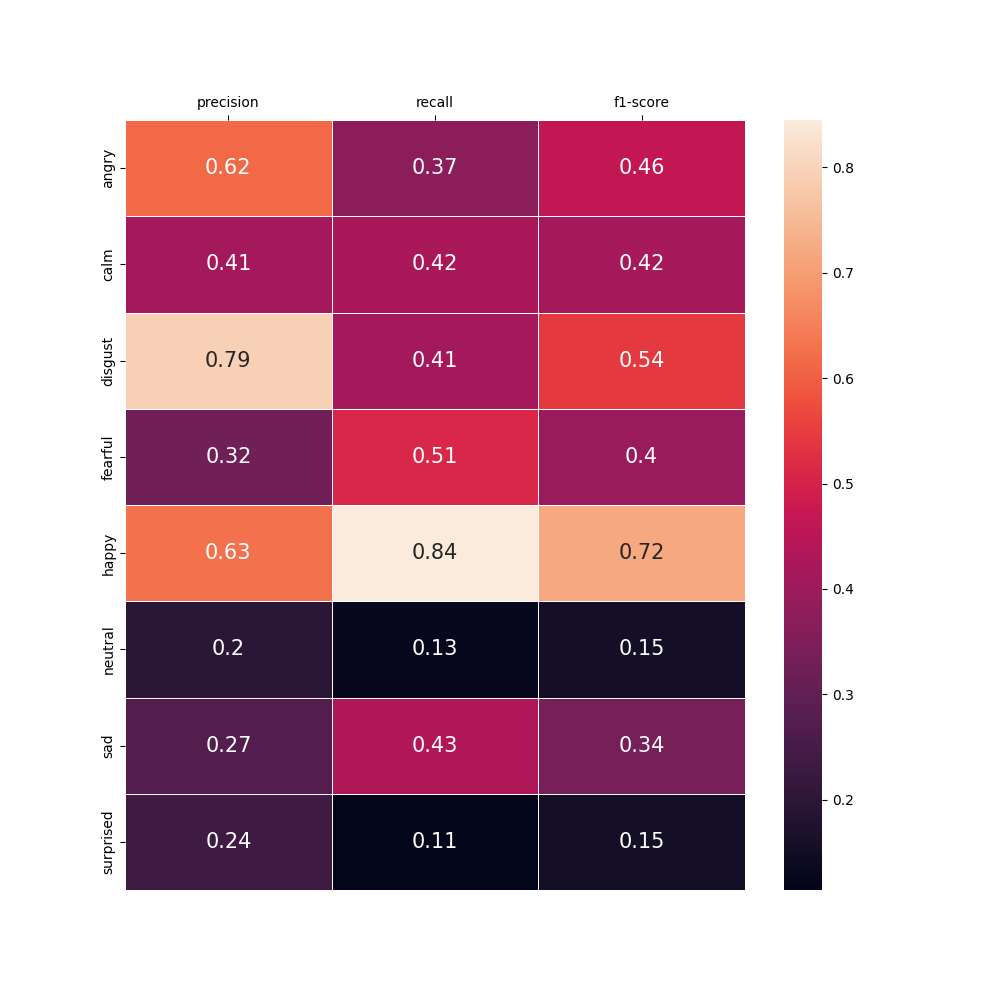 precision recall f1-score
angry 0.62 0.37 0.46 0.8
calm 0.41 0.42 0.42 0.7
disgust 0.79 0.41 0.54 0.6
fearful 0.32 0.51 0.4 0.5
happy 0.63 0.84 0.72 0.4
neutral 0.2 0.13 0.15 0.3
sad 0.27 0.43 0.34 0.2
surprised 0.24 0.11 0.15